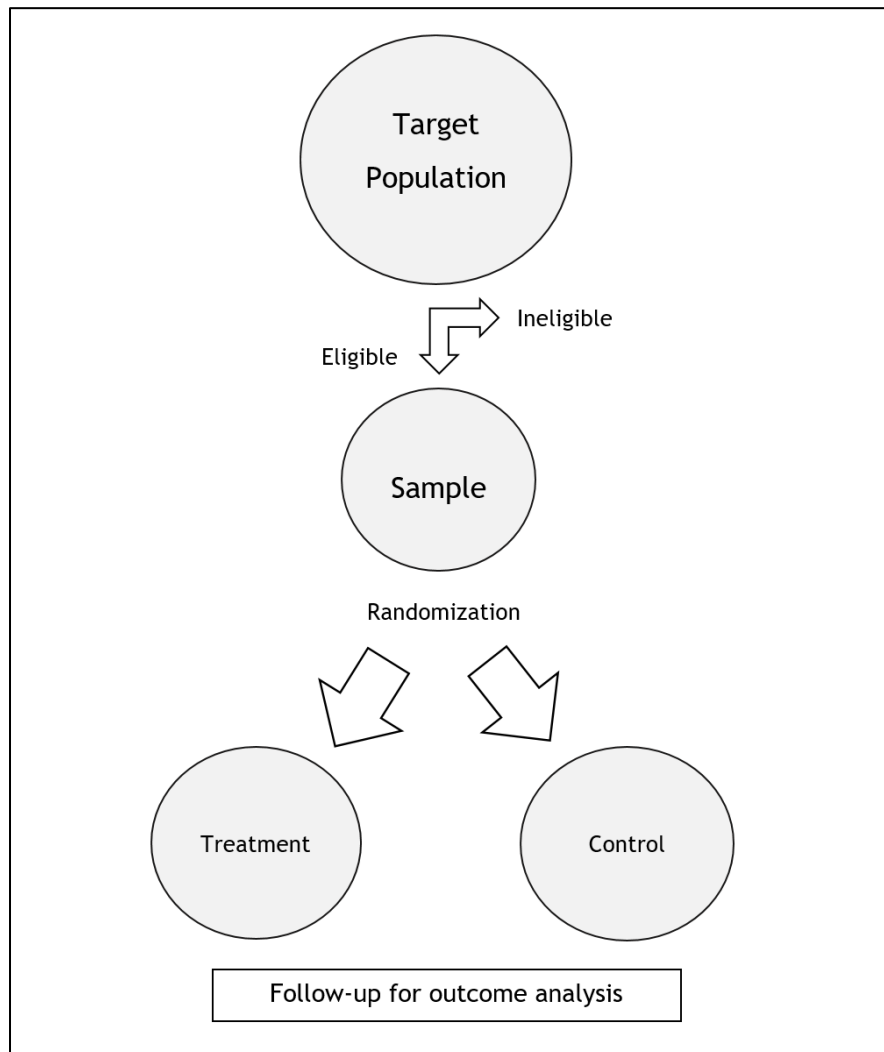 Target
Population
Ineligible
Eligible
Sample
Randomization
Treatment
Control
Follow-up for outcome analysis